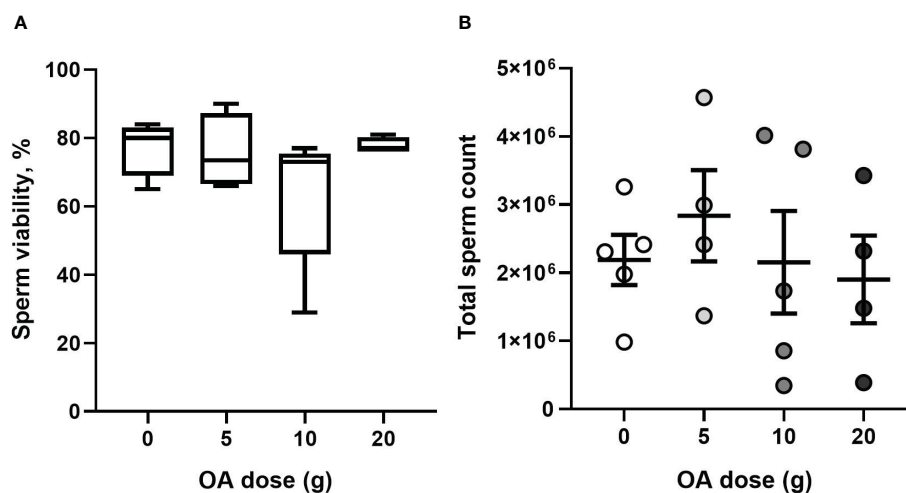 A
Sperm viability, %
100
80
60
40
20
0
0 5 10 20
OA dose (g)
B
Total sperm count
5×10⁶
4×10⁶
3×10⁶
2×10⁶
1×10⁶
0
0 5 10 20
OA dose (g)